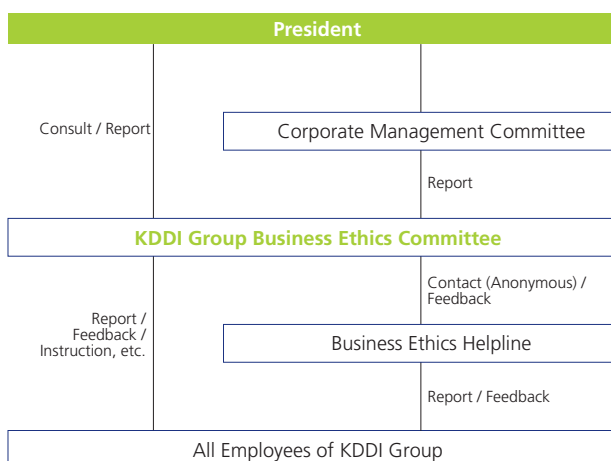 President
Consult / Report
Corporate Management Committee
Report
KDDI Group Business Ethics Committee
Contact (Anonymous) /
Feedback
Report /
Feedback /
Instruction, etc.
Business Ethics Helpline
Report / Feedback
All Employees of KDDI Group